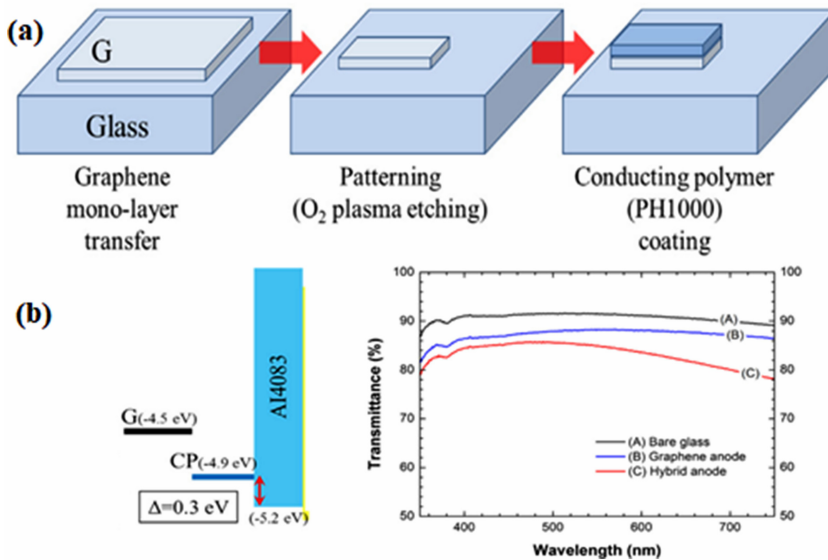 (a)
G
Glass
Graphene
mono-layer
transfer
Patterning
(O₂ plasma etching)
Conducting polymer
(PH1000)
coating
(b)
G(-4.5 eV)
CP(-4.9 eV)
Δ=0.3 eV
AI4083
(-5.2 eV)
100
90
80
70
60
50
Transmittance (%)
(A)
(B)
(C)
(A) Bare glass
(B) Graphene anode
(C) Hybrid anode
100
90
80
70
60
50
400 500 600 700
Wavelength (nm)